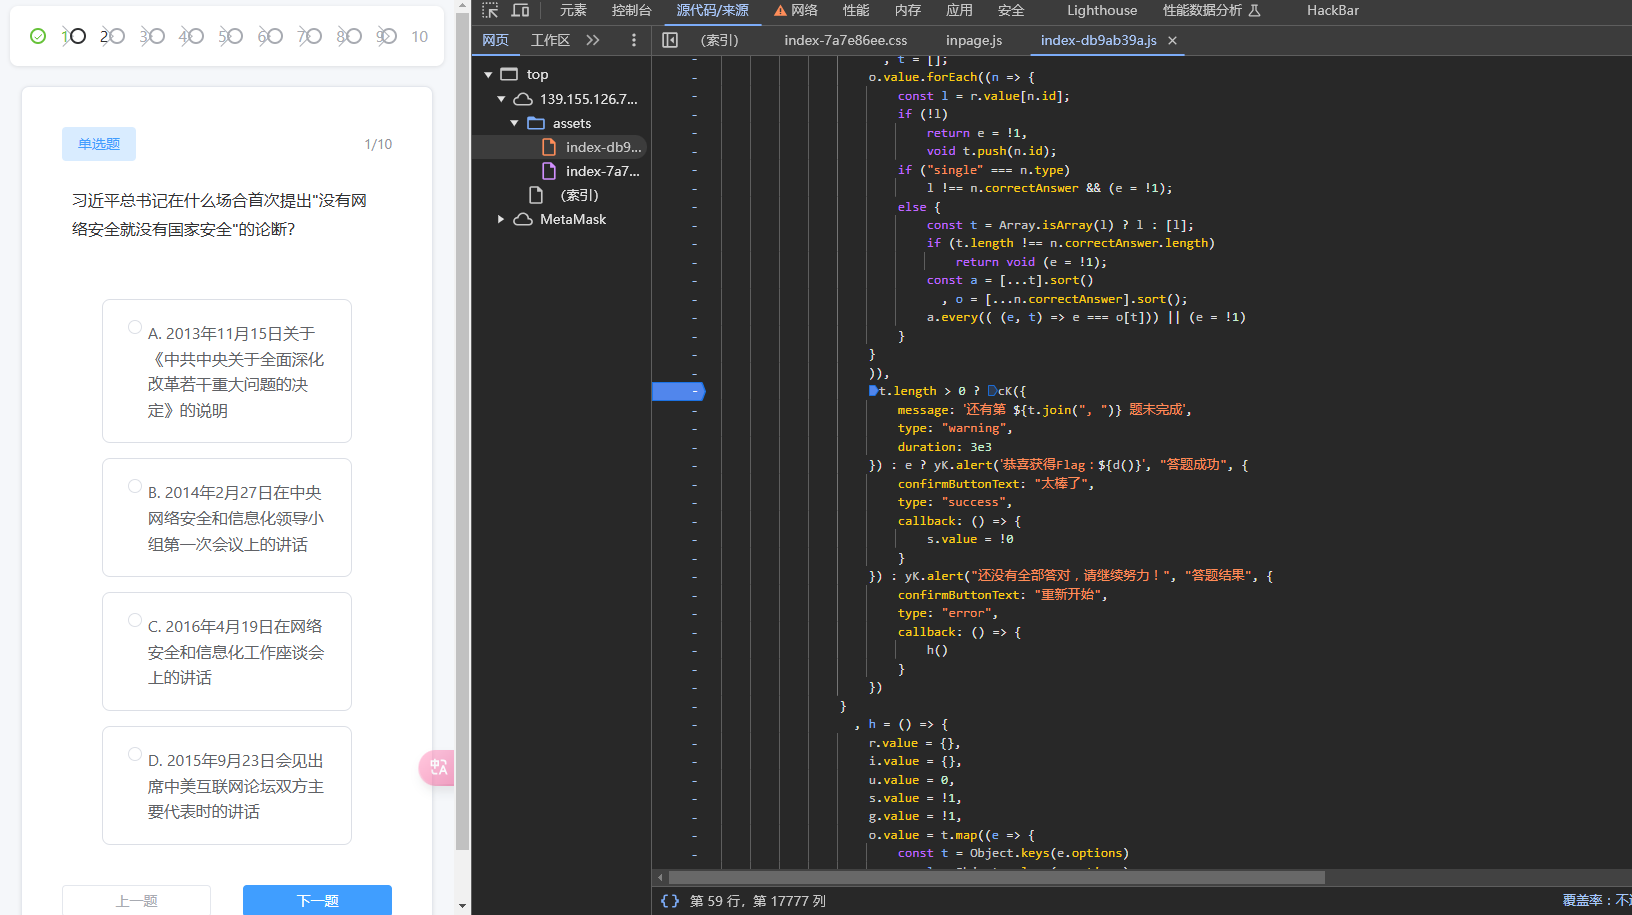 1 2 3 4 5 6 7 8 9 10
单选题
1/10
习近平总书记在什么场合首次提出"没有网
络安全就没有国家安全"的论断?
A. 2013年11月15日关于
《中共中央关于全面深化
改革若干重大问题的决
定》的说明
B. 2014年2月27日在中央
网络安全和信息化领导小
组第一次会议上的讲话
C. 2016年4月19日在网络
安全和信息化工作座谈会
上的讲话
D. 2015年9月23日会见出
席中美互联网论坛双方主
要代表时的讲话
上一题
下一题
元素 控制台 源代码/来源 网络 性能 内存 应用 安全 Lighthouse 性能数据分析 HackBar
网页 工作区
(索引) index-7a7e86ee.css inpage.js index-db9ab39a.js
top
139.155.126.7...
assets
index-db9...
index-7a7...
(索引)
MetaMask
, t = [];
o.value.forEach((n => {
const l = r.value[n.id];
if (!l)
return e = !1,
void t.push(n.id);
if ("single" === n.type)
l !== n.correctAnswer && (e = !1);
else {
const t = Array.isArray(l) ? l : [l];
if (t.length !== n.correctAnswer.length)
return void (e = !1);
const a = [...t].sort()
, o = [...n.correctAnswer].sort();
a.every(( (e, t) => e === o[t])) || (e = !1)
}
}
)),
t.length > 0 ? cK({
message: `还有第 ${t.join(", ")} 题未完成`,
type: "warning",
duration: 3e3
}) : e ? yK.alert(`恭喜获得Flag：${d()}`, "答题成功", {
confirmButtonText: "太棒了",
type: "success",
callback: () => {
s.value = !0
}
}) : yK.alert("还没有全部答对，请继续努力！", "答题结果", {
confirmButtonText: "重新开始",
type: "error",
callback: () => {
h()
}
})
}
, h = () => {
r.value = {},
i.value = {},
u.value = 0,
s.value = !1,
g.value = !1,
o.value = t.map((e => {
const t = Object.keys(e.options)
{} 第 59 行，第 17777 列
覆盖率：不